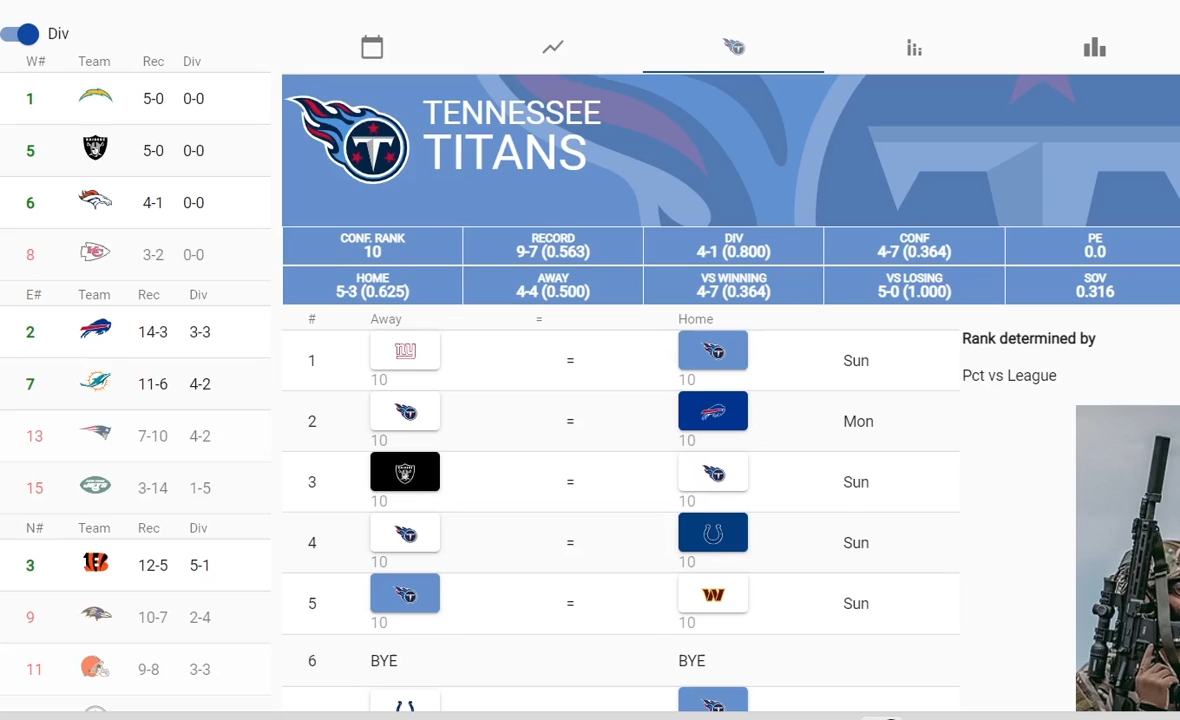 Div
W# Team Rec Div
1 5-0 0-0
5 5-0 0-0
6 4-1 0-0
8 3-2 0-0
E# Team Rec Div
2 14-3 3-3
7 11-6 4-2
13 7-10 4-2
15 3-14 1-5
N# Team Rec Div
3 12-5 5-1
9 10-7 2-4
11 9-8 3-3
TENNESSEE
TITANS
CONF. RANK RECORD DIV CONF PE
10 9-7 (0.563) 4-1 (0.800) 4-7 (0.364) 0.0
HOME AWAY VS WINNING VS LOSING SOV
5-3 (0.625) 4-4 (0.500) 4-7 (0.364) 5-0 (1.000) 0.316
# Away = Home
1 = Sun
10 10
2 = Mon
10 10
3 = Sun
10 10
4 = Sun
10 10
5 = Sun
10 10
6 BYE BYE
Rank determined by
Pct vs League